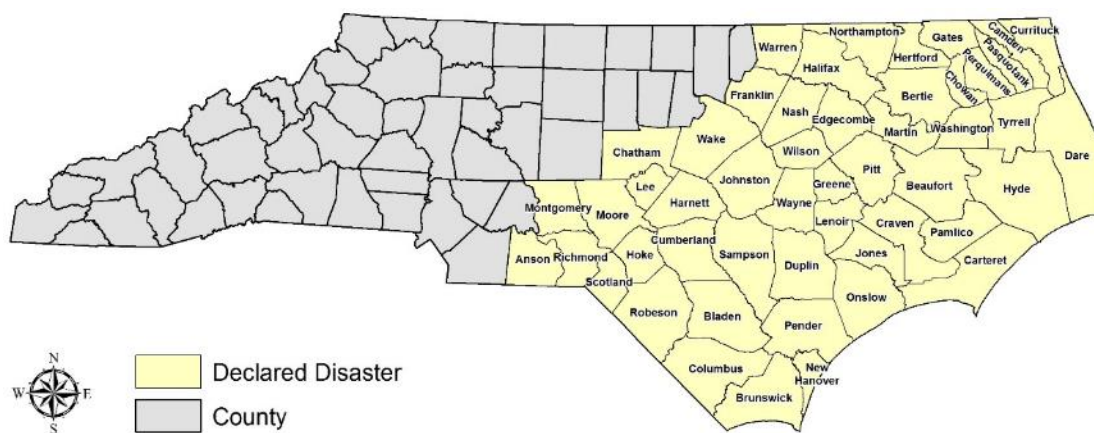 Northampton
Gates
Camden
Currituck
Pasquotank
Perquimans
Chowan
Warren
Hertford
Halifax
Franklin
Bertie
Nash
Edgecombe
Martin
Washington
Tyrrell
Wake
Wilson
Dare
Chatham
Pitt
Johnston
Greene
Beaufort
Hyde
Lee
Harnett
Wayne
Montgomery
Moore
Lenoir
Craven
Pamlico
Cumberland
Anson
Richmond
Hoke
Sampson
Duplin
Jones
Carteret
Scotland
Onslow
Robeson
Bladen
Pender
Columbus
New
Hanover
Brunswick
N
W
E
S
Declared Disaster
County